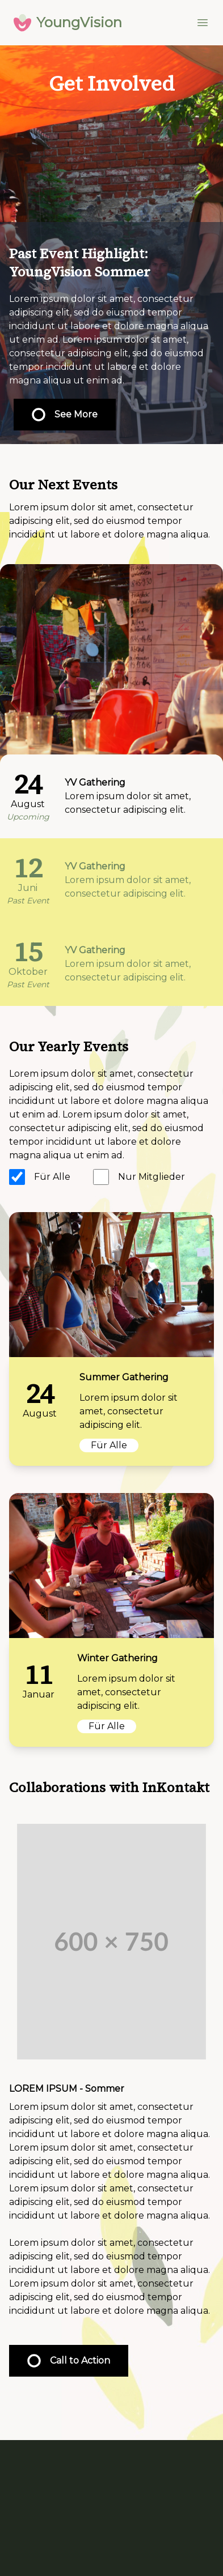 YoungVision
Get Involved
Past Event Highlight:
YoungVision Sommer
Lorem ipsum dolor sit amet, consectetur
adipiscing elit, sed do eiusmod tempor
incididunt ut labore et dolore magna aliqua
ut enim ad. Lorem ipsum dolor sit amet,
consectetur adipiscing elit, sed do eiusmod
tempor incididunt ut labore et dolore
magna aliqua ut enim ad.
See More
Our Next Events
Lorem ipsum dolor sit amet, consectetur
adipiscing elit, sed do eiusmod tempor
incididunt ut labore et dolore magna aliqua.
24
August
Upcoming
YV Gathering
Lorem ipsum dolor sit amet,
consectetur adipiscing elit.
12
Juni
Past Event
YV Gathering
Lorem ipsum dolor sit amet,
consectetur adipiscing elit.
15
Oktober
Past Event
YV Gathering
Lorem ipsum dolor sit amet,
consectetur adipiscing elit.
Our Yearly Events
Lorem ipsum dolor sit amet, consectetur
adipiscing elit, sed do eiusmod tempor
incididunt ut labore et dolore magna aliqua
ut enim ad. Lorem ipsum dolor sit amet,
consectetur adipiscing elit, sed do eiusmod
tempor incididunt ut labore et dolore
magna aliqua ut enim ad.
Für Alle
Nur Mitglieder
24
August
Summer Gathering
Lorem ipsum dolor sit
amet, consectetur
adipiscing elit.
Für Alle
11
Januar
Winter Gathering
Lorem ipsum dolor sit
amet, consectetur
adipiscing elit.
Für Alle
Collaborations with InKontakt
600 × 750
LOREM IPSUM - Sommer
Lorem ipsum dolor sit amet, consectetur
adipiscing elit, sed do eiusmod tempor
incididunt ut labore et dolore magna aliqua.
Lorem ipsum dolor sit amet, consectetur
adipiscing elit, sed do eiusmod tempor
incididunt ut labore et dolore magna aliqua.
Lorem ipsum dolor sit amet, consectetur
adipiscing elit, sed do eiusmod tempor
incididunt ut labore et dolore magna aliqua.
Lorem ipsum dolor sit amet, consectetur
adipiscing elit, sed do eiusmod tempor
incididunt ut labore et dolore magna aliqua.
Lorem ipsum dolor sit amet, consectetur
adipiscing elit, sed do eiusmod tempor
incididunt ut labore et dolore magna aliqua.
Call to Action